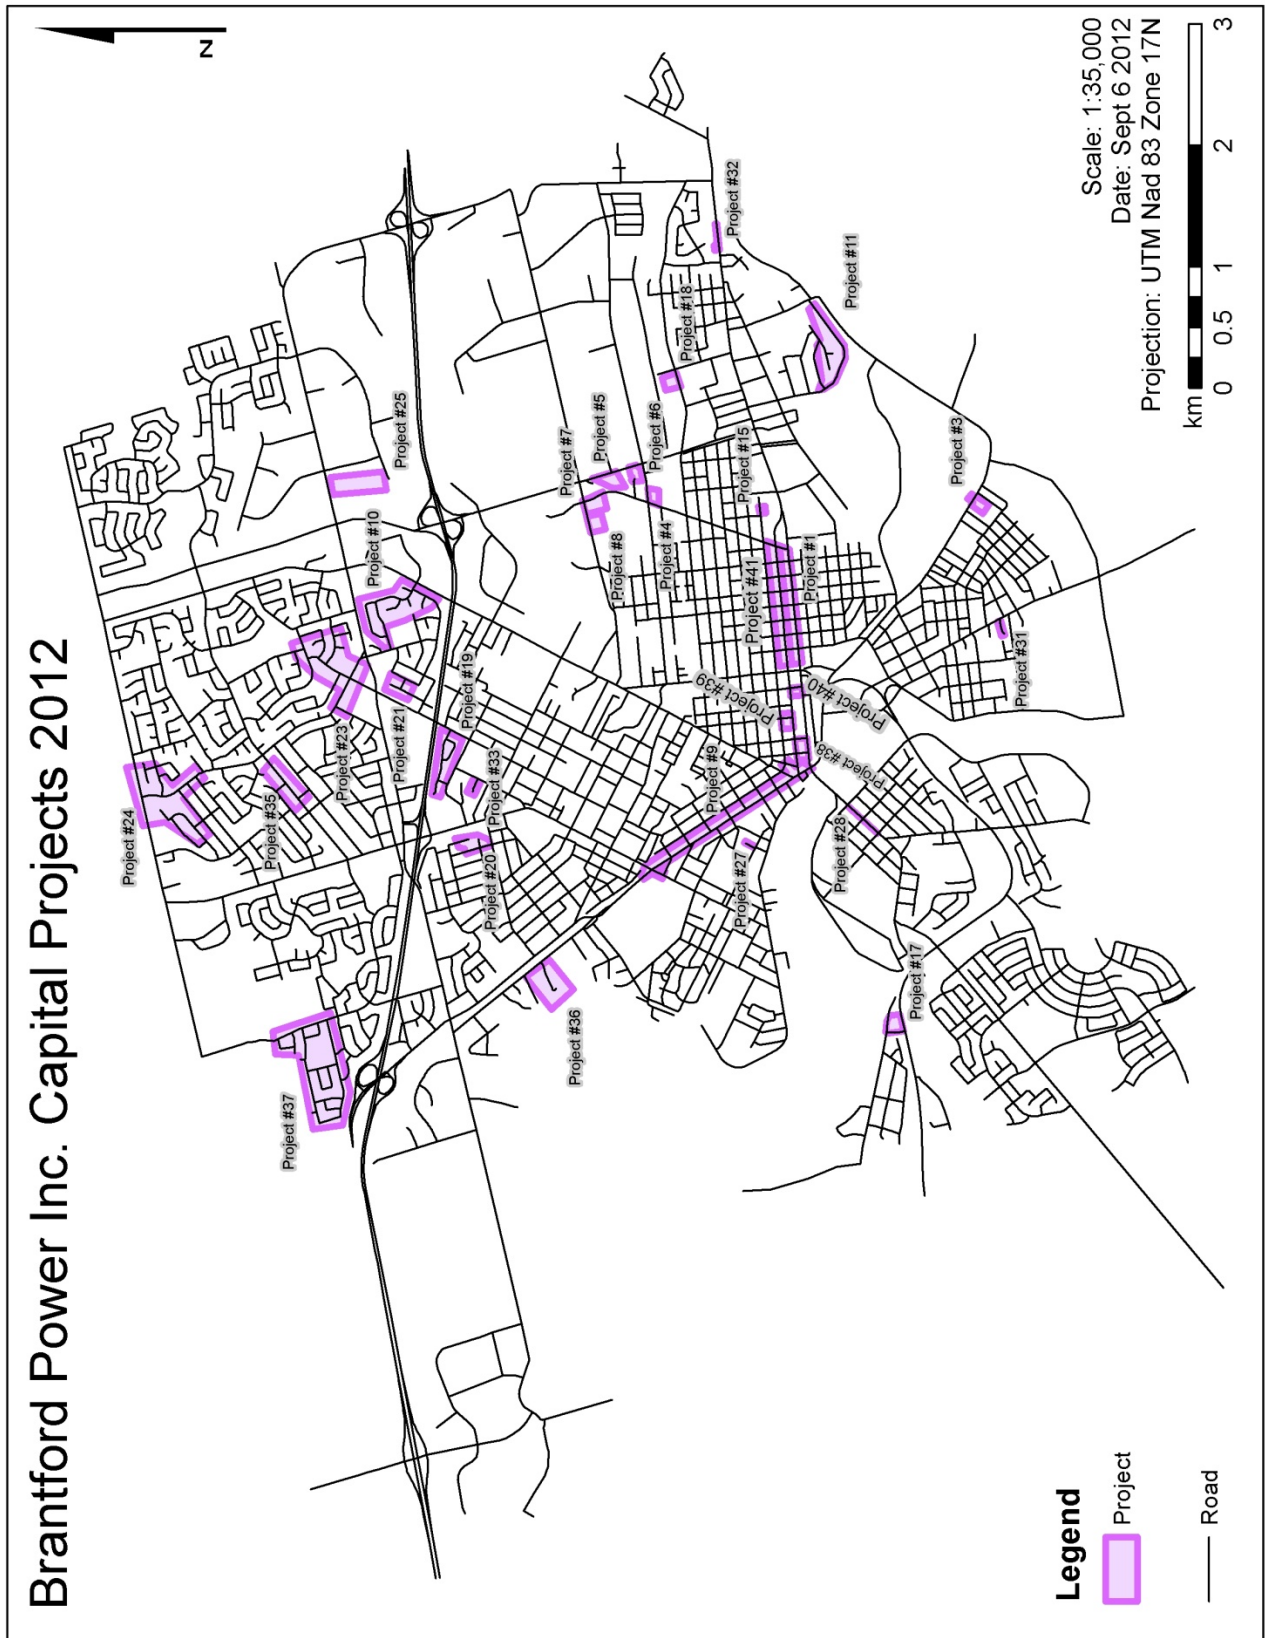 Brantford Power Inc. Capital Projects 2012
N
Project #24
Project #35
Project #37
Project #23
Project #10
Project #25
Project #21
Project #19
Project #33
Project #20
Project #36
Project #7
Project #5
Project #8
Project #6
Project #4
Project #18
Project #32
Project #15
Project #41
Project #1
Project #39
Project #40
Project #38
Project #9
Project #27
Project #28
Project #11
Project #17
Project #3
Project #31
Legend
Project
Road
Scale: 1:35,000
Date: Sept 6 2012
Projection: UTM Nad 83 Zone 17N
km
0 0.5 1 2 3